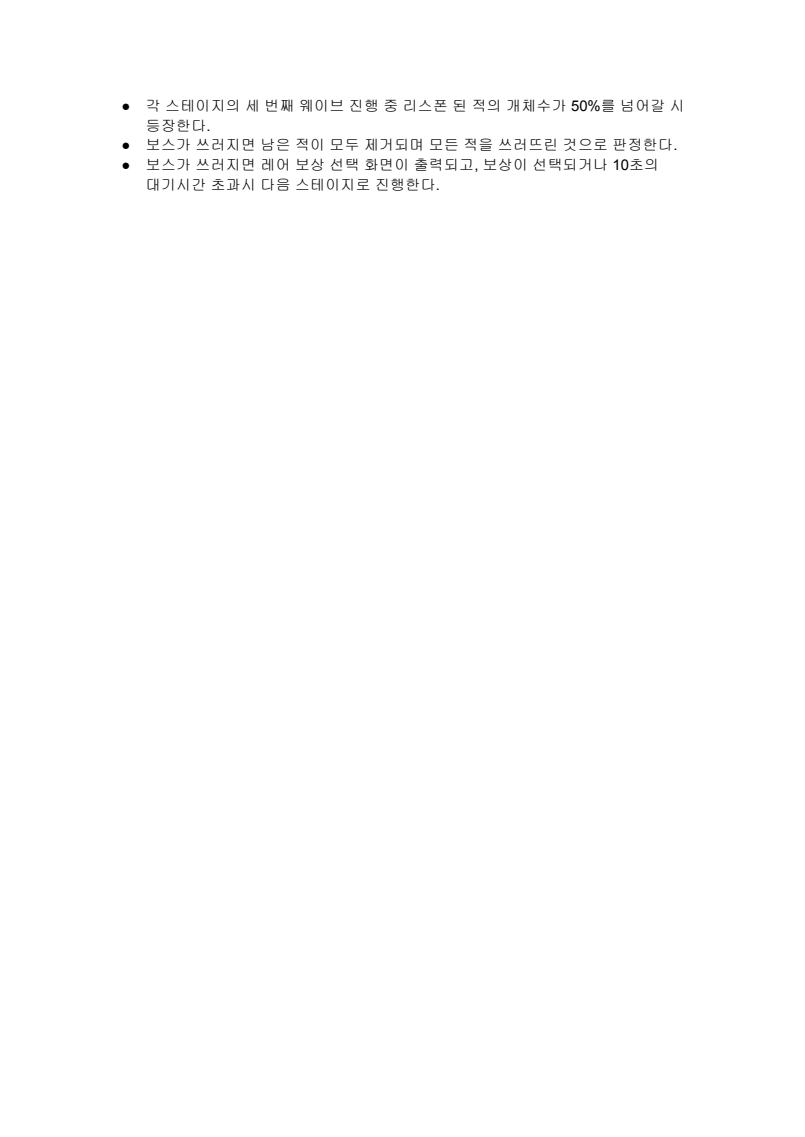 ● 각 스테이지의 세 번째 웨이브 진행 중 리스폰 된 적의 개체수가 50%를 넘어갈 시
등장한다.
● 보스가 쓰러지면 남은 적이 모두 제거되며 모든 적을 쓰러뜨린 것으로 판정한다.
● 보스가 쓰러지면 레어 보상 선택 화면이 출력되고, 보상이 선택되거나 10초의
대기시간 초과시 다음 스테이지로 진행한다.